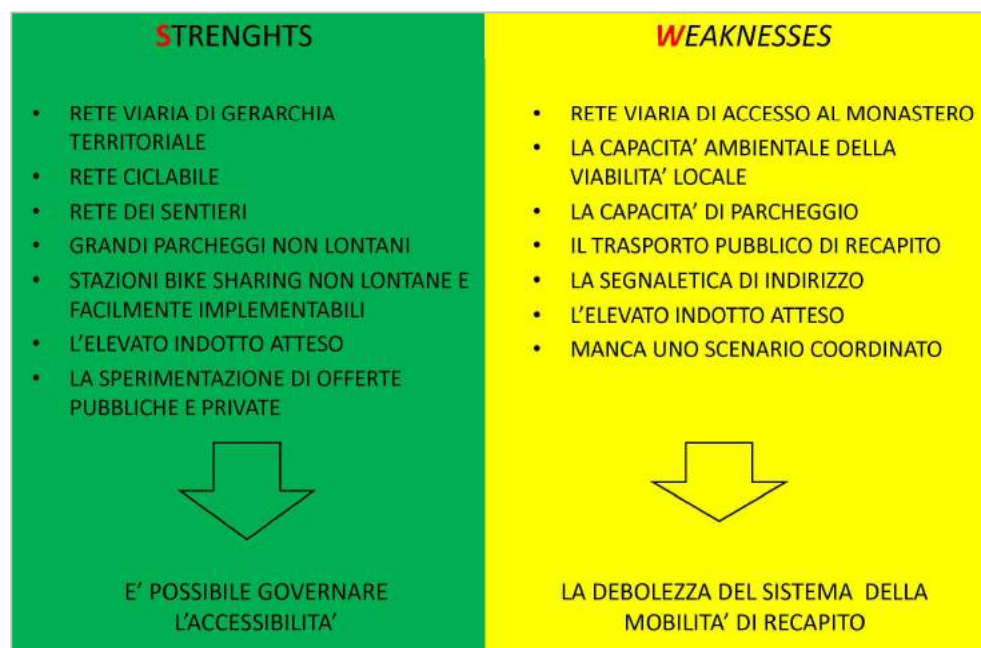 STRENGHTS
• RETE VIARIA DI GERARCHIA
TERRITORIALE
• RETE CICLABILE
• RETE DEI SENTIERI
• GRANDI PARCHEGGI NON LONTANI
• STAZIONI BIKE SHARING NON LONTANE E
FACILMENTE IMPLEMENTABILI
• L'ELEVATO INDOTTO ATTESO
• LA SPERIMENTAZIONE DI OFFERTE
PUBBLICHE E PRIVATE
E' POSSIBILE GOVERNARE
L'ACCESSIBILITA'
WEAKNESSES
• RETE VIARIA DI ACCESSO AL MONASTERO
• LA CAPACITA' AMBIENTALE DELLA
VIABILITA' LOCALE
• LA CAPACITA' DI PARCHEGGIO
• IL TRASPORTO PUBBLICO DI RECAPITO
• LA SEGNALETICA DI INDIRIZZO
• L'ELEVATO INDOTTO ATTESO
• MANCA UNO SCENARIO COORDINATO
LA DEBOLEZZA DEL SISTEMA DELLA
MOBILITA' DI RECAPITO